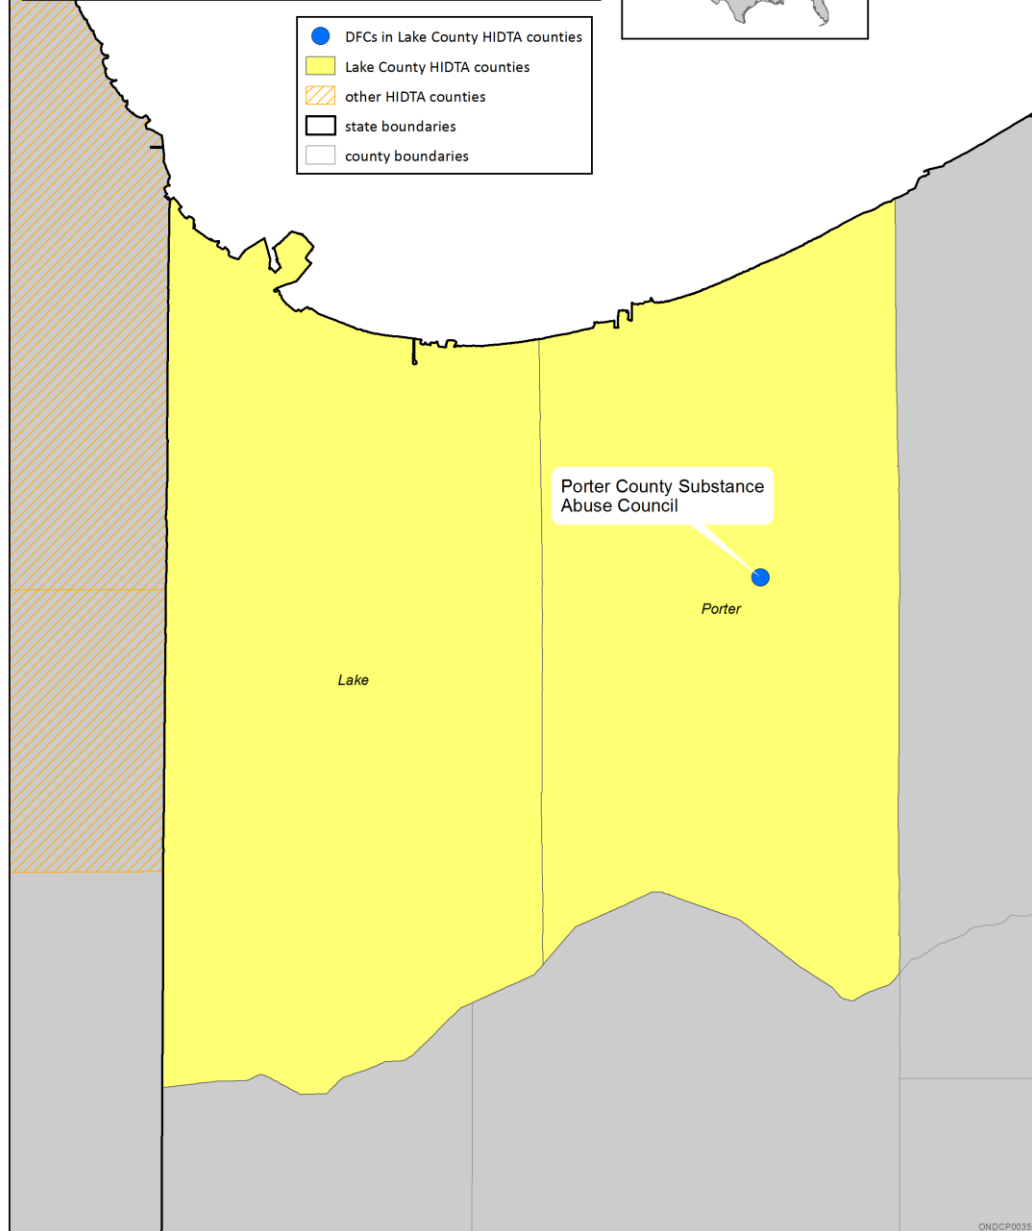 DFCs in Lake County HIDTA counties
Lake County HIDTA counties
other HIDTA counties
state boundaries
county boundaries
Porter County Substance
Abuse Council
Porter
Lake
ONDCP0035